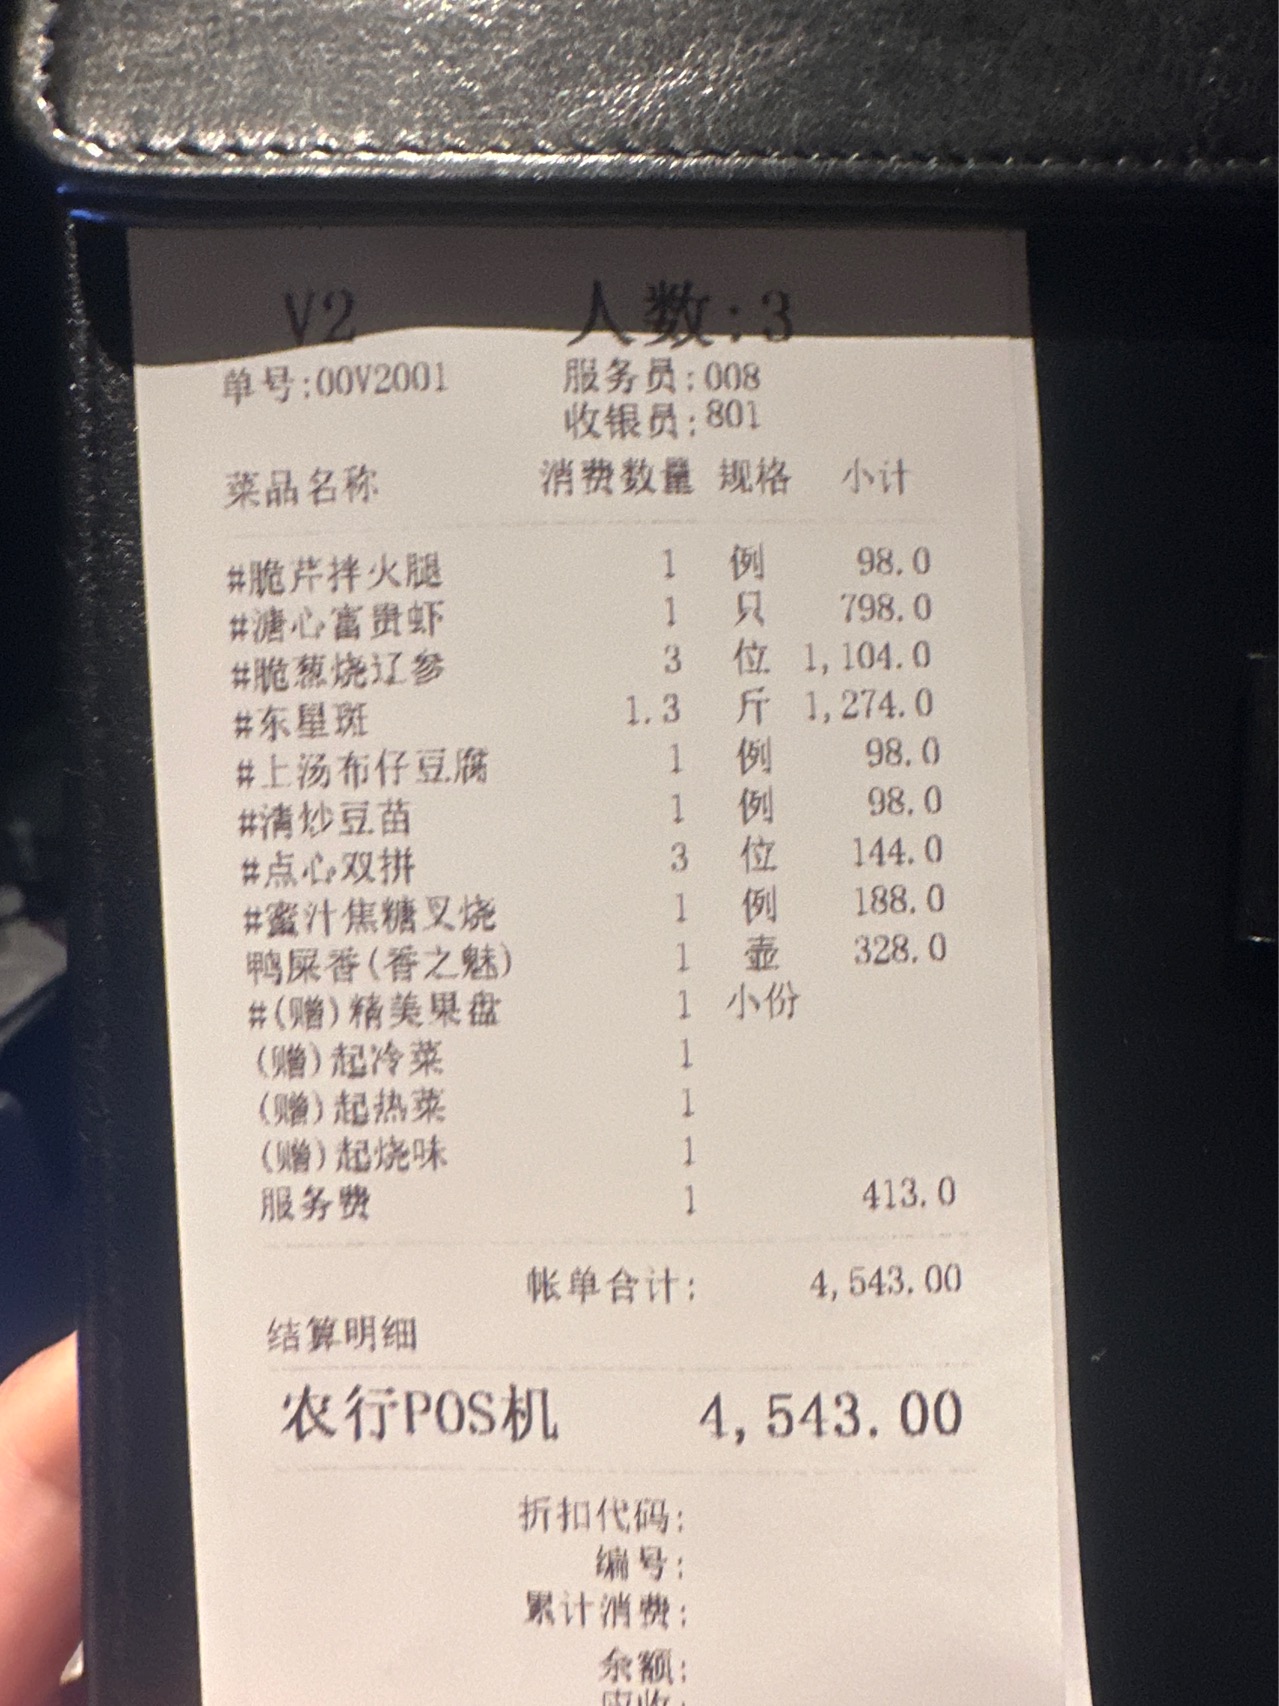 V2 人数:3
单号:00V2001 服务员:008
收银员:801
菜品名称 消费数量 规格 小计
#脆芹拌火腿 1 例 98.0
#溏心富贵虾 1 只 798.0
#脆葱烧辽参 3 位 1,104.0
#东星斑 1.3 斤 1,274.0
#上汤布仔豆腐 1 例 98.0
#清炒豆苗 1 例 98.0
#点心双拼 3 位 144.0
#蜜汁焦糖叉烧 1 例 188.0
鸭屎香(香之魅) 1 壶 328.0
#(赠)精美果盘 1 小份
(赠)起冷菜 1
(赠)起热菜 1
(赠)起烧味 1
服务费 1 413.0
帐单合计: 4,543.00
结算明细
农行POS机 4,543.00
折扣代码:
编号:
累计消费:
余额:
应收: